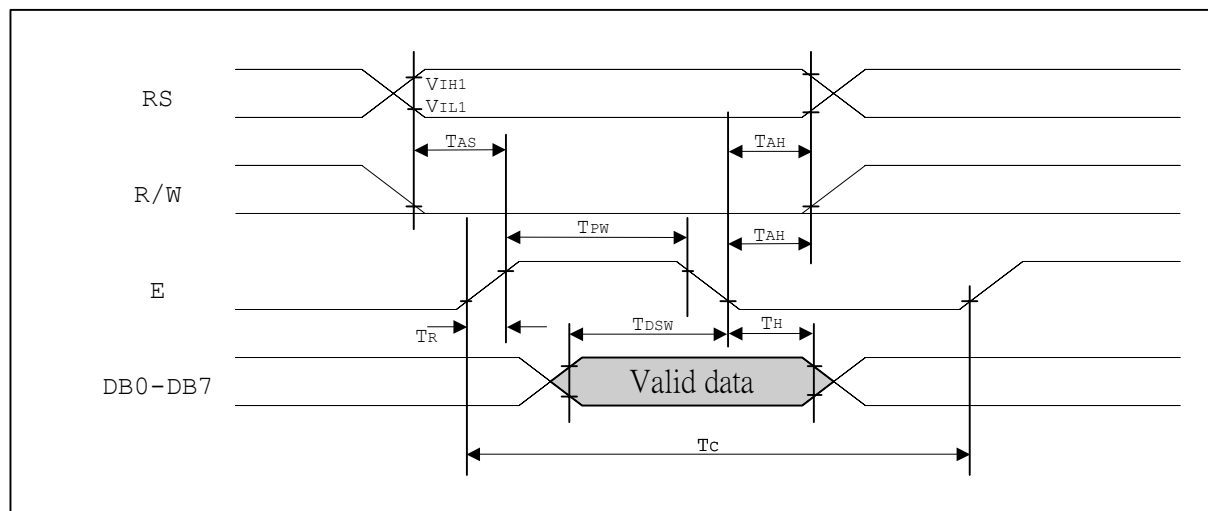 RS
VIH1
VIL1
TAS
TAH
R/W
TPW
TAH
E
TR
TDSW
TH
DB0-DB7
Valid data
Tc